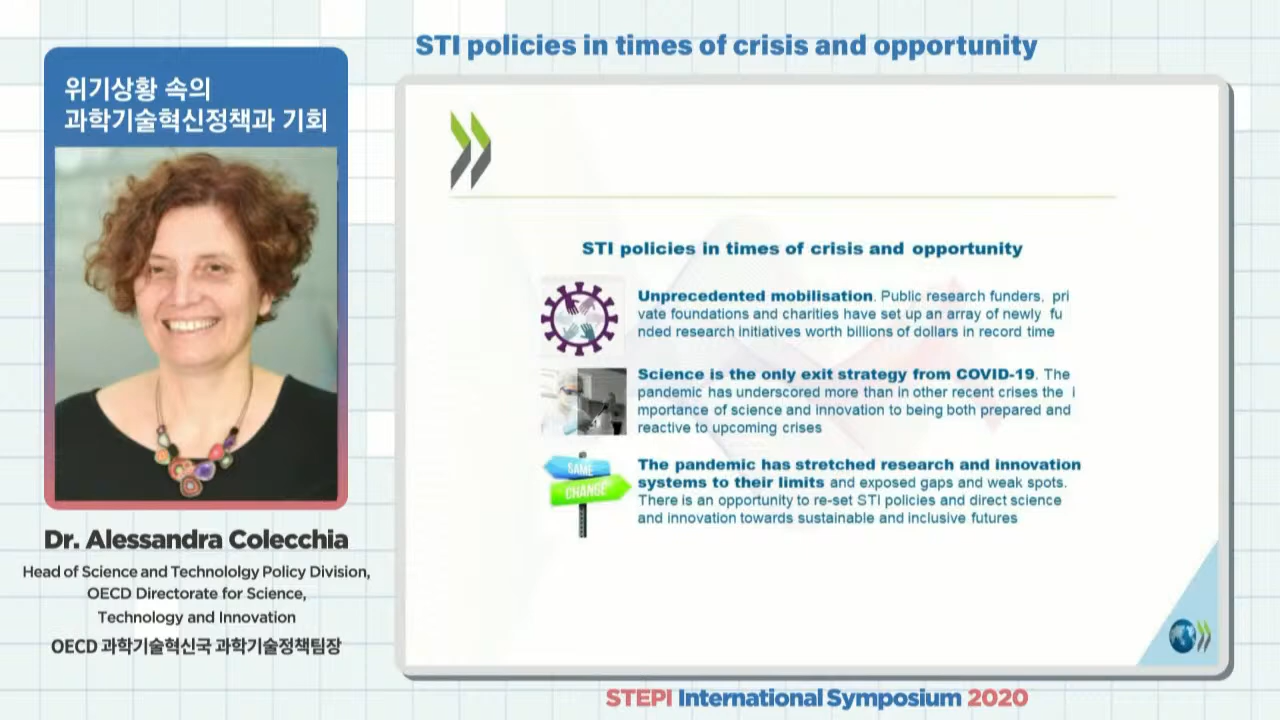 STI policies in times of crisis and opportunity
위기상황 속의
과학기술혁신정책과 기회
STI policies in times of crisis and opportunity
Unprecedented mobilisation. Public research funders, pri
vate foundations and charities have set up an array of newly fu
nded research initiatives worth billions of dollars in record time
Science is the only exit strategy from COVID-19. The
pandemic has underscored more than in other recent crises the i
mportance of science and innovation to being both prepared and
reactive to upcoming crises
SAME
CHANGE
The pandemic has stretched research and innovation
systems to their limits and exposed gaps and weak spots.
There is an opportunity to re-set STI policies and direct science
and innovation towards sustainable and inclusive futures
Dr. Alessandra Colecchia
Head of Science and Technololgy Policy Division,
OECD Directorate for Science,
Technology and Innovation
OECD 과학기술혁신국 과학기술정책팀장
STEPI International Symposium 2020